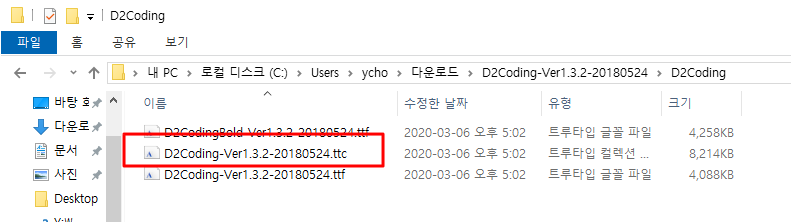 D2Coding
파일 홈 공유 보기
내 PC > 로컬 디스크 (C:) > Users > ycho > 다운로드 > D2Coding-Ver1.3.2-20180524 > D2Coding
이름 수정한 날짜 유형 크기
바탕 화
다운로
문서
사진
Desktop
D2CodingBold-Ver1.3.2-20180524.ttf 2020-03-06 오후 5:02 트루타입 글꼴 파일 4,258KB
D2Coding-Ver1.3.2-20180524.ttc 2020-03-06 오후 5:02 트루타입 컬렉션 ... 8,214KB
D2Coding-Ver1.3.2-20180524.ttf 2020-03-06 오후 5:02 트루타입 글꼴 파일 4,088KB